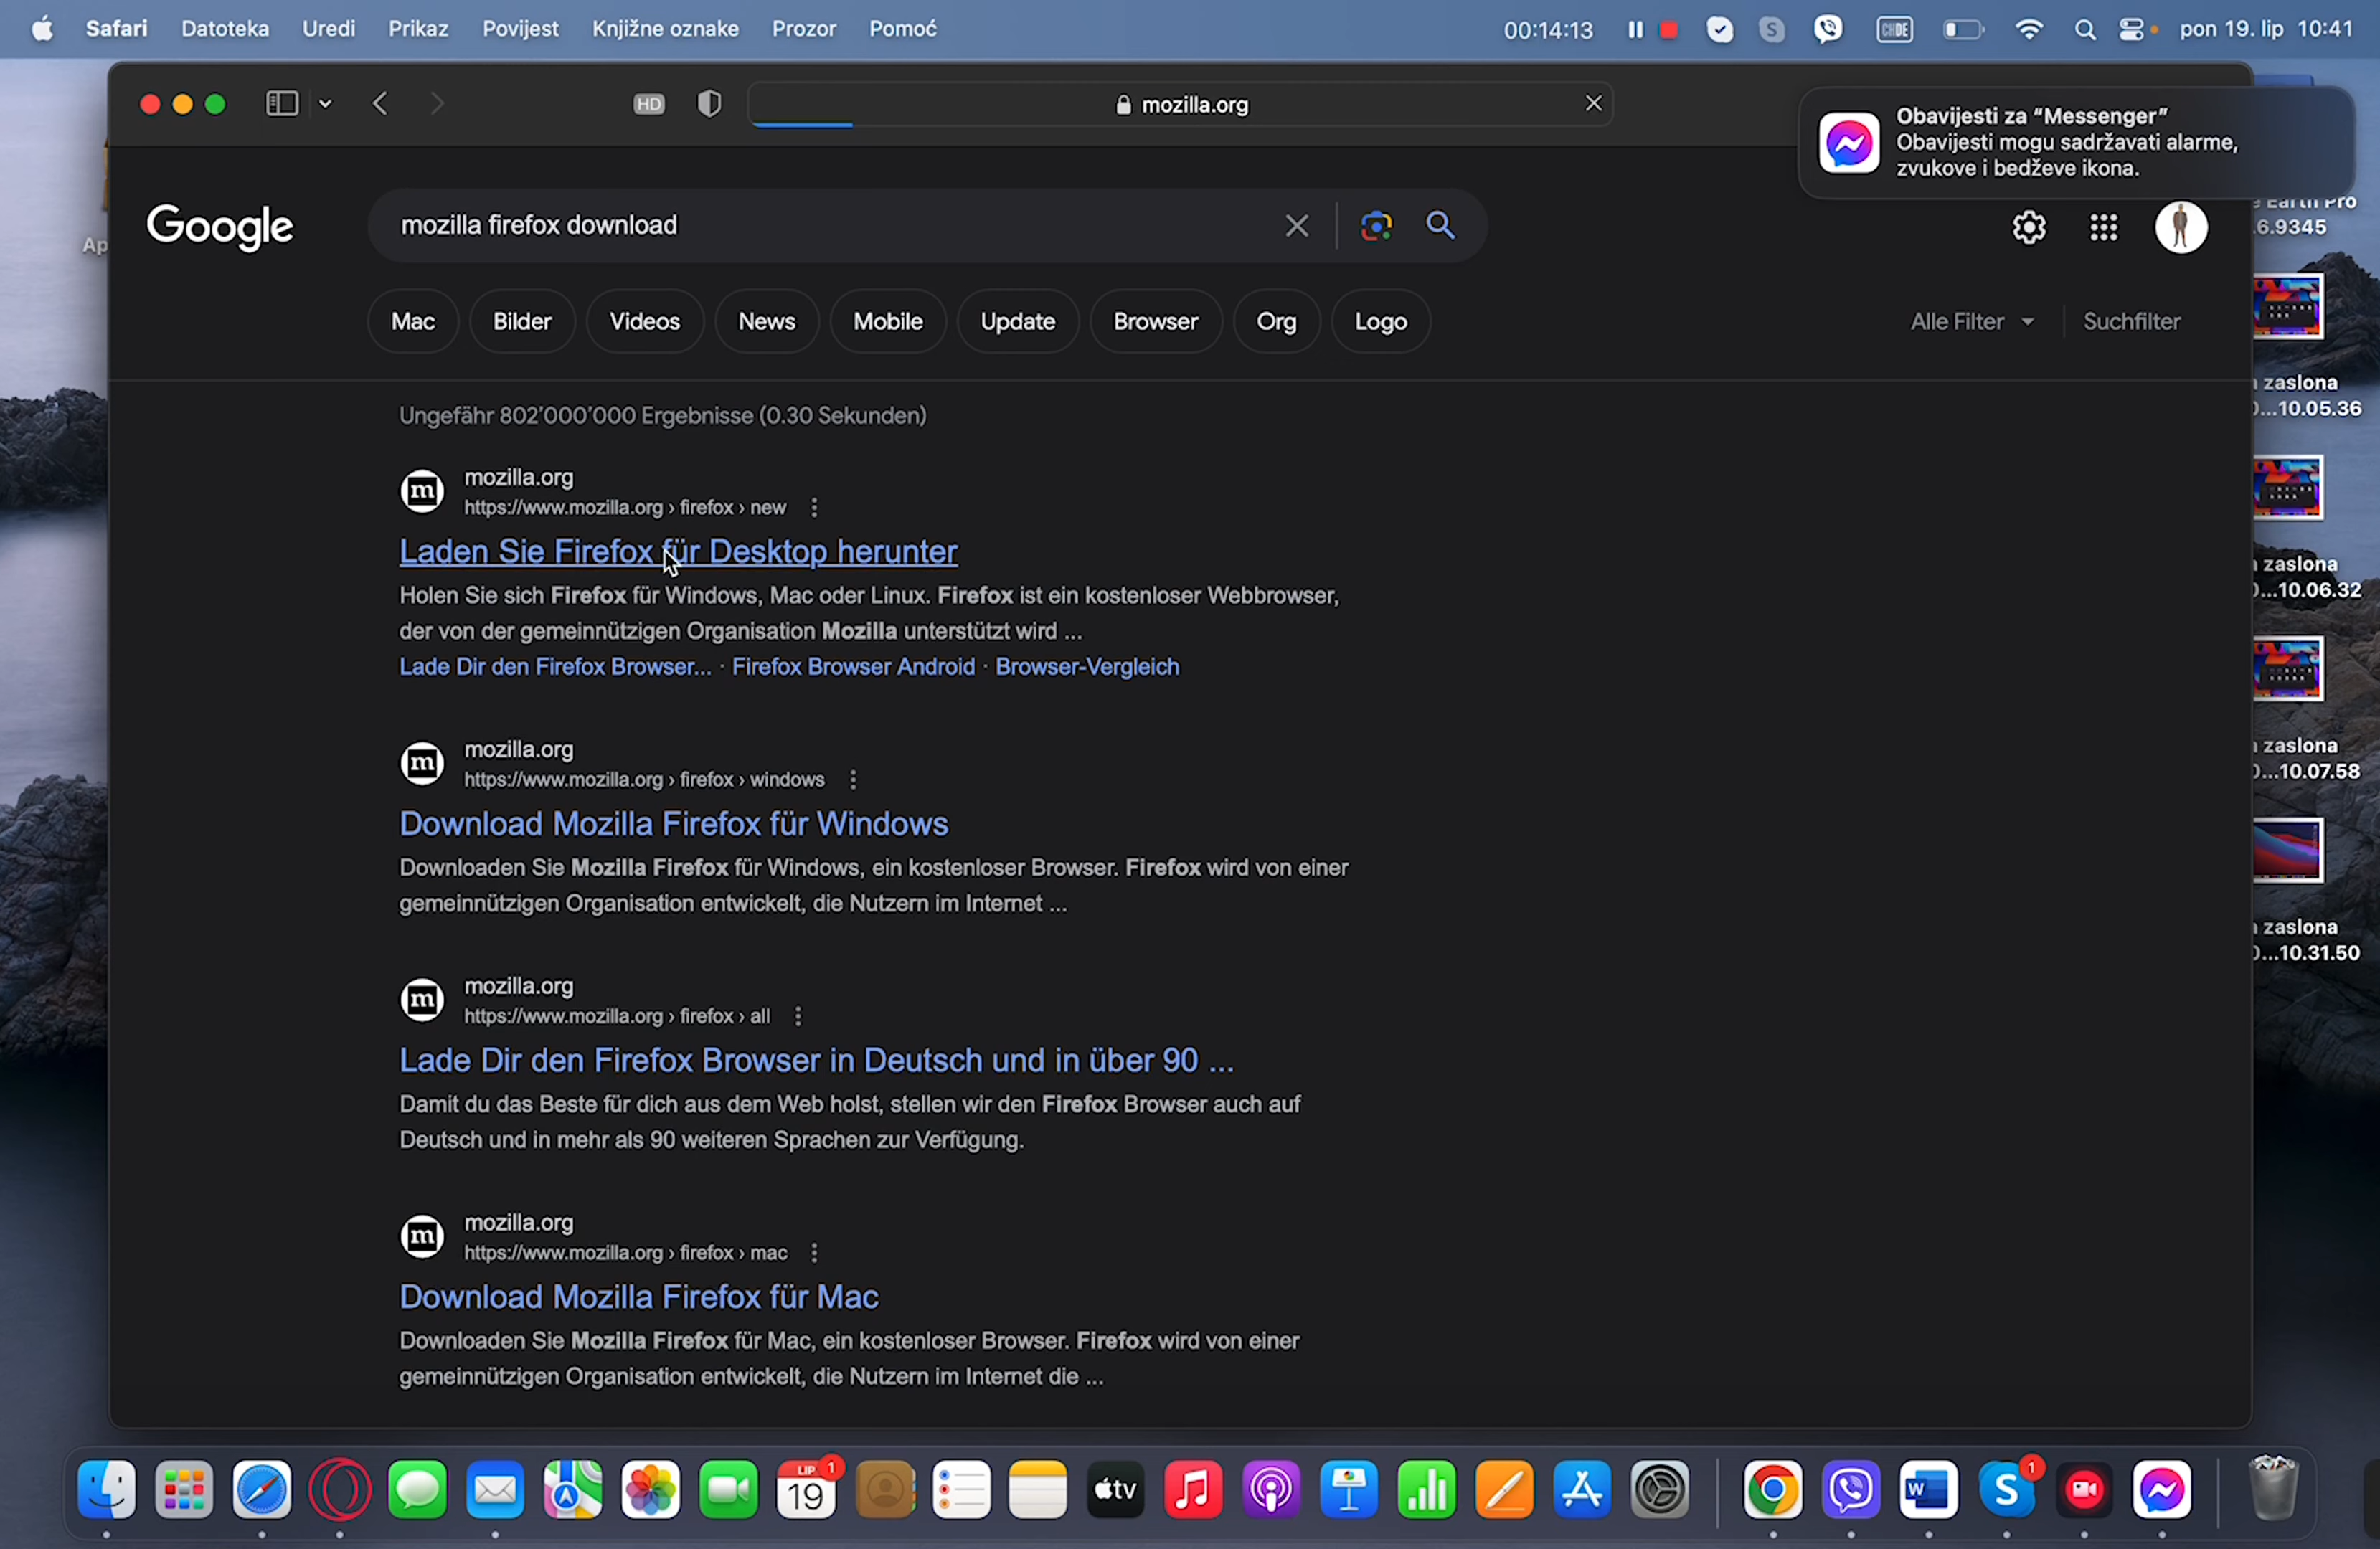 Safari Datoteka Uredi Prikaz Povijest Knjižne oznake Prozor Pomoć 00:14:13 S pon 19. lip 10:41
HD mozilla.org
Obavijesti za “Messenger”
Obavijesti mogu sadržavati alarme,
zvukove i bedževe ikona.
Google mozilla firefox download
Earth Pro
.6.9345
Ap
Mac Bilder Videos News Mobile Update Browser Org Logo Alle Filter Suchfilter
zaslona
...10.05.36
Ungefähr 802’000’000 Ergebnisse (0.30 Sekunden)
m mozilla.org
https://www.mozilla.org › firefox › new
Laden Sie Firefox für Desktop herunter
Holen Sie sich Firefox für Windows, Mac oder Linux. Firefox ist ein kostenloser Webbrowser,
der von der gemeinnützigen Organisation Mozilla unterstützt wird ...
Lade Dir den Firefox Browser... · Firefox Browser Android · Browser-Vergleich
zaslona
...10.06.32
m mozilla.org
https://www.mozilla.org › firefox › windows
Download Mozilla Firefox für Windows
Downloaden Sie Mozilla Firefox für Windows, ein kostenloser Browser. Firefox wird von einer
gemeinnützigen Organisation entwickelt, die Nutzern im Internet ...
zaslona
...10.07.58
zaslona
...10.31.50
m mozilla.org
https://www.mozilla.org › firefox › all
Lade Dir den Firefox Browser in Deutsch und in über 90 ...
Damit du das Beste für dich aus dem Web holst, stellen wir den Firefox Browser auch auf
Deutsch und in mehr als 90 weiteren Sprachen zur Verfügung.
m mozilla.org
https://www.mozilla.org › firefox › mac
Download Mozilla Firefox für Mac
Downloaden Sie Mozilla Firefox für Mac, ein kostenloser Browser. Firefox wird von einer
gemeinnützigen Organisation entwickelt, die Nutzern im Internet die ...
LIP. 1
19
tv
W
S 1